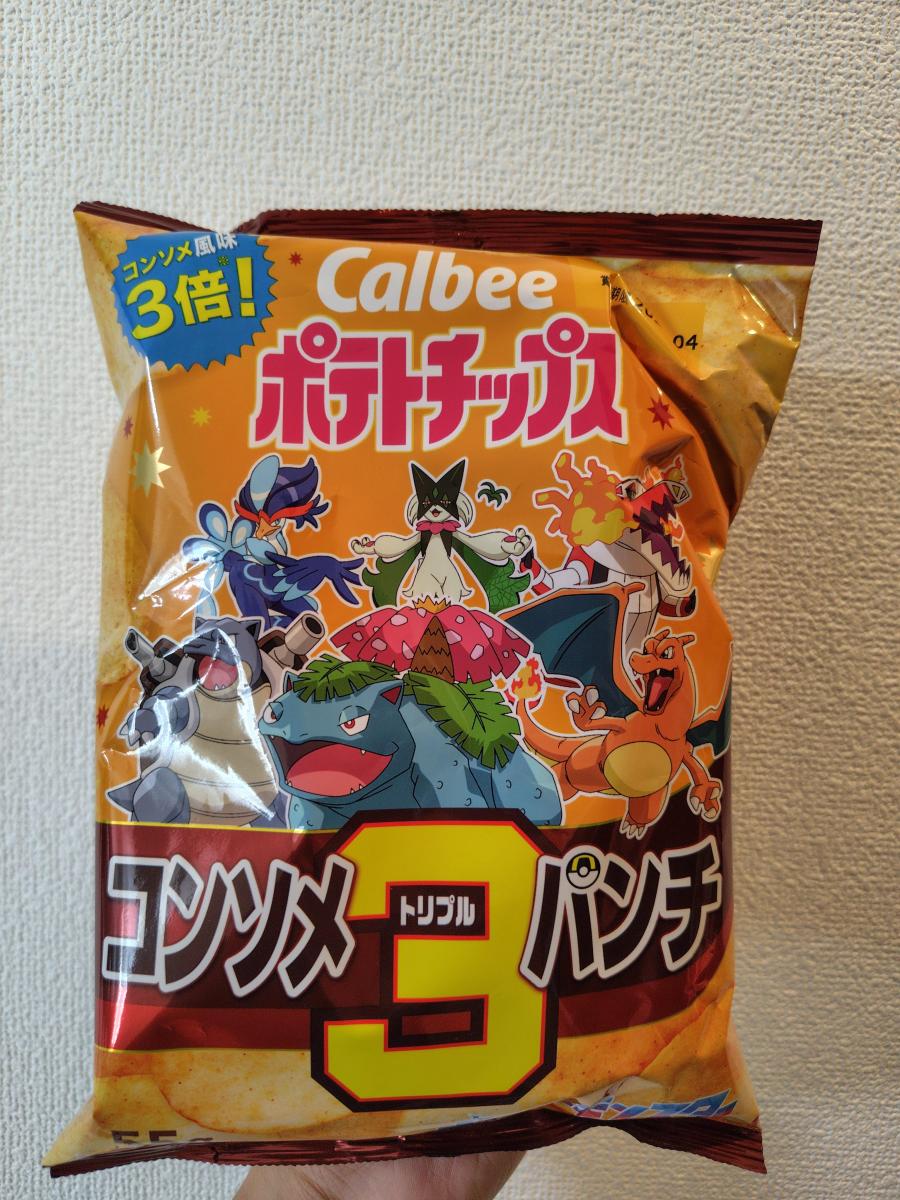 コンソメ風味
3倍!
Calbee
ポテトチップス
04
コンソメ3パンチ
トリプル